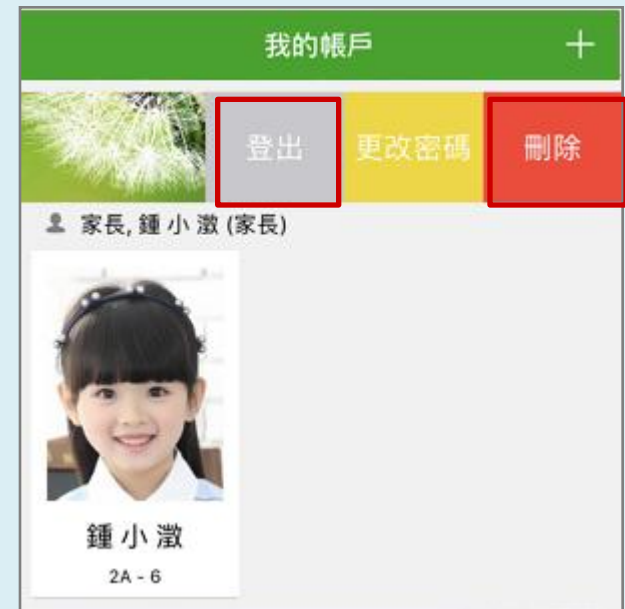 我的帳戶 +
登出 更改密碼 刪除
家長, 鍾 小 澂 (家長)
鍾 小 澂
2A - 6